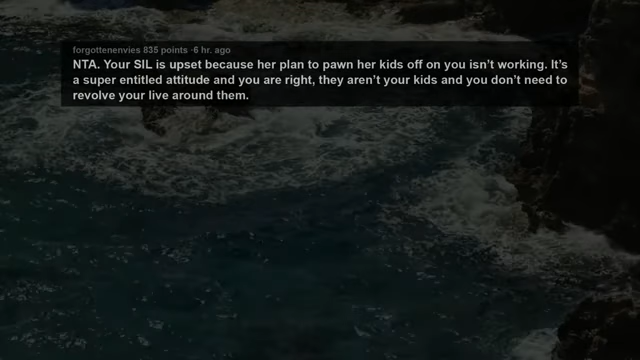 forgottenenvies 835 points ·6 hr. ago
NTA. Your SIL is upset because her plan to pawn her kids off on you isn’t working. It’s
a super entitled attitude and you are right, they aren’t your kids and you don’t need to
revolve your live around them.